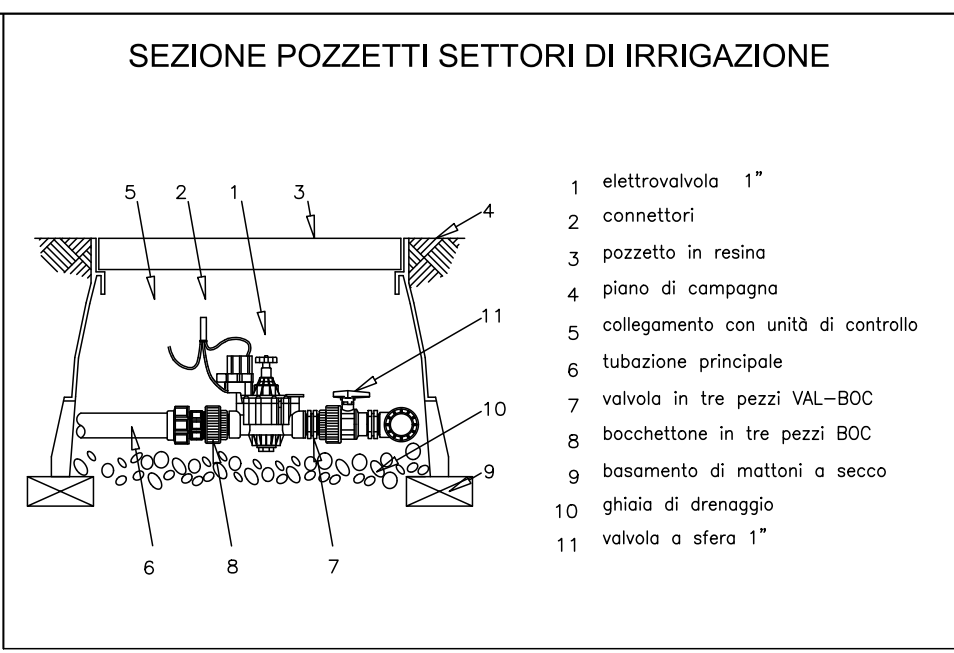 SEZIONE POZZETTI SETTORI DI IRRIGAZIONE
5 2 1 3
4
11
10
9
6 8 7
1 elettrovalvola 1"
2 connettori
3 pozzetto in resina
4 piano di campagna
5 collegamento con unità di controllo
6 tubazione principale
7 valvola in tre pezzi VAL-BOC
8 bocchettone in tre pezzi BOC
9 basamento di mattoni a secco
10 ghiaia di drenaggio
11 valvola a sfera 1"